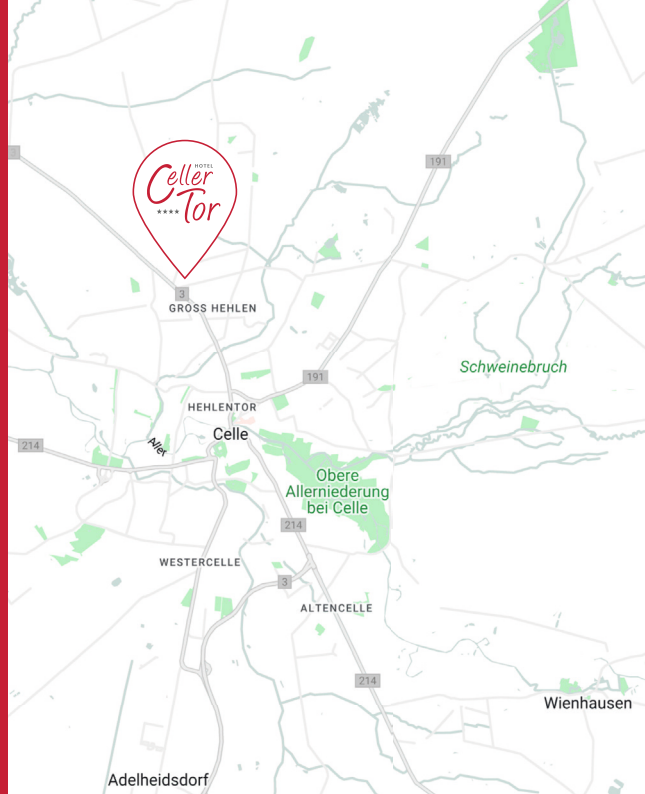 191
HOTEL
Celler
Tor
****
3
GROSS HEHLEN
191
Schweinebruch
HEHLENTOR
Celle
214
Aller
Obere
Allerniederung
bei Celle
214
WESTERCELLE
3
ALTENCELLE
214
Wienhausen
Adelheidsdorf